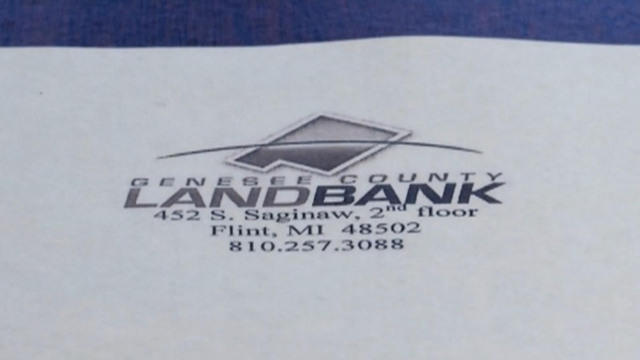 GENESEE COUNTY
LANDBANK
452 S. Saginaw, 2nd floor
Flint, MI 48502
810.257.3088